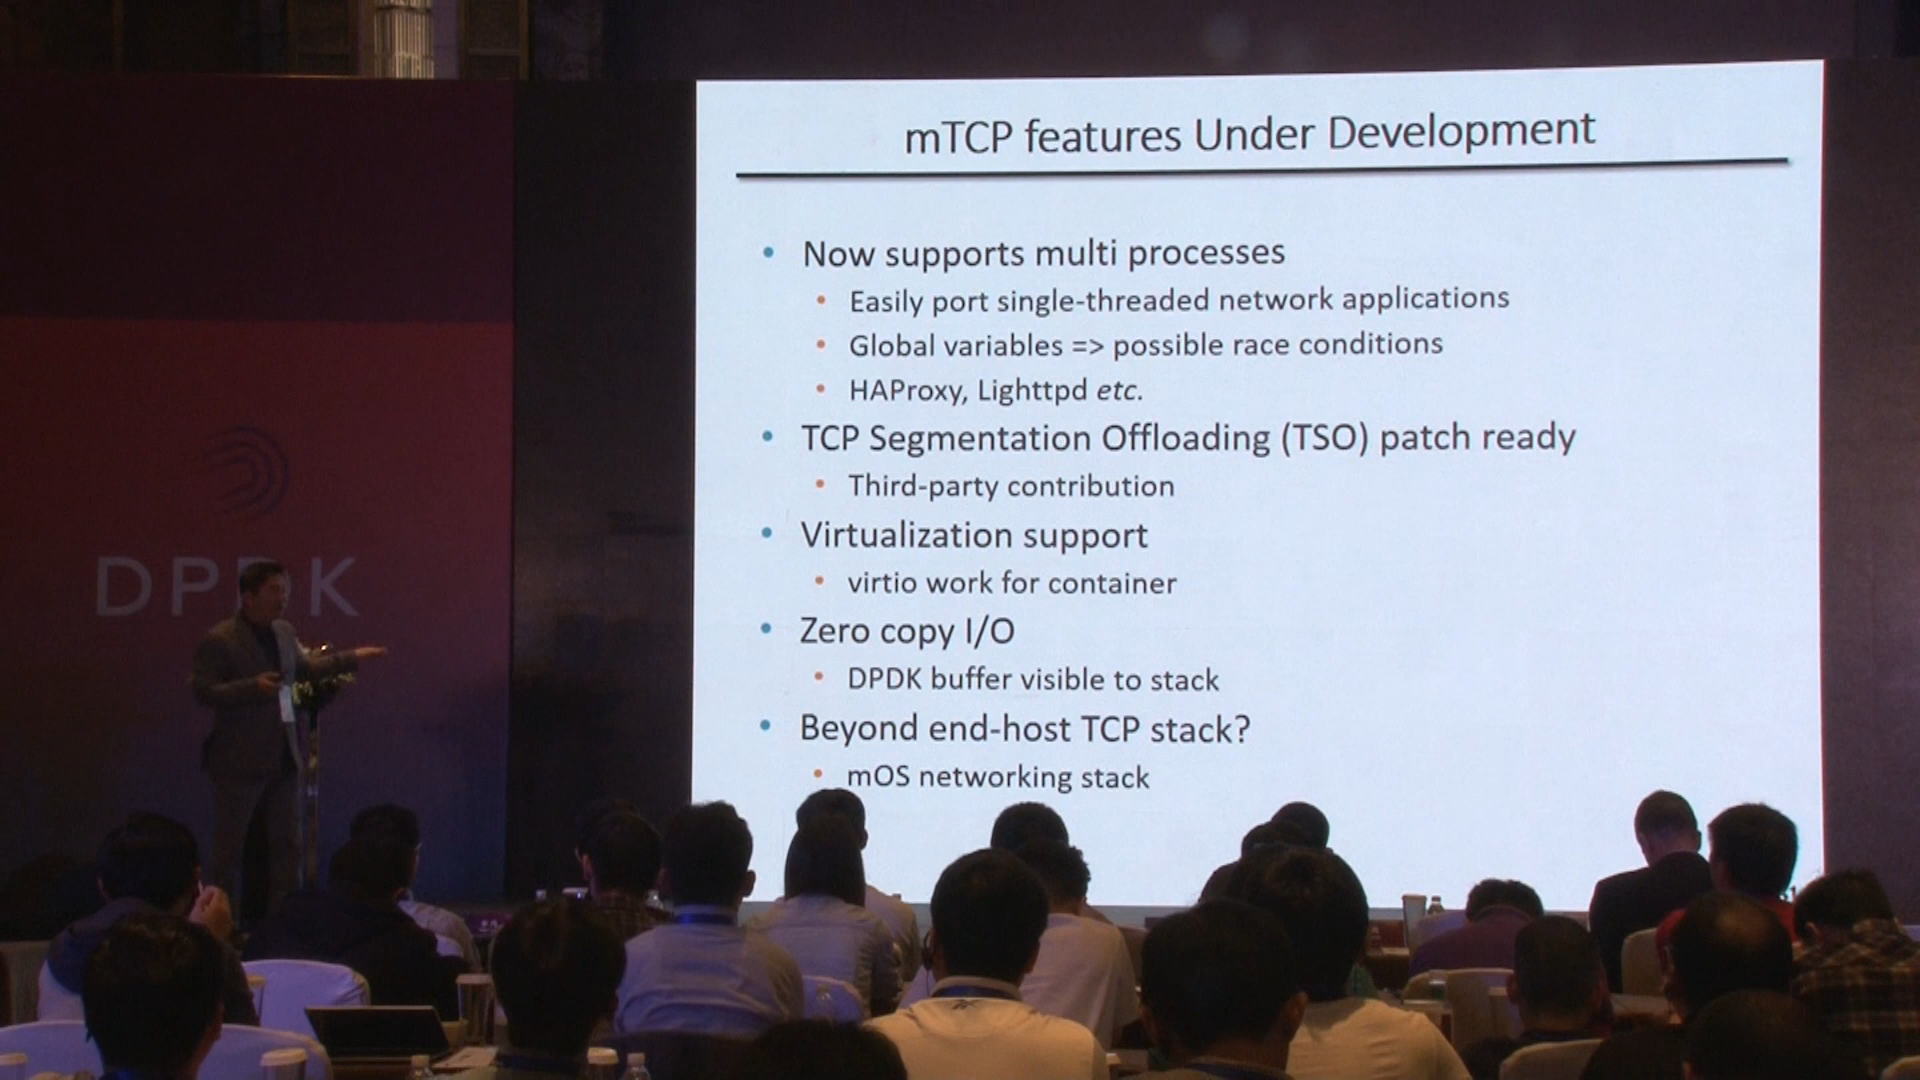 mTCP features Under Development
• Now supports multi processes
• Easily port single-threaded network applications
• Global variables => possible race conditions
• HAProxy, Lighttpd etc.
• TCP Segmentation Offloading (TSO) patch ready
• Third-party contribution
• Virtualization support
• virtio work for container
• Zero copy I/O
• DPDK buffer visible to stack
• Beyond end-host TCP stack?
• mOS networking stack
DPDK